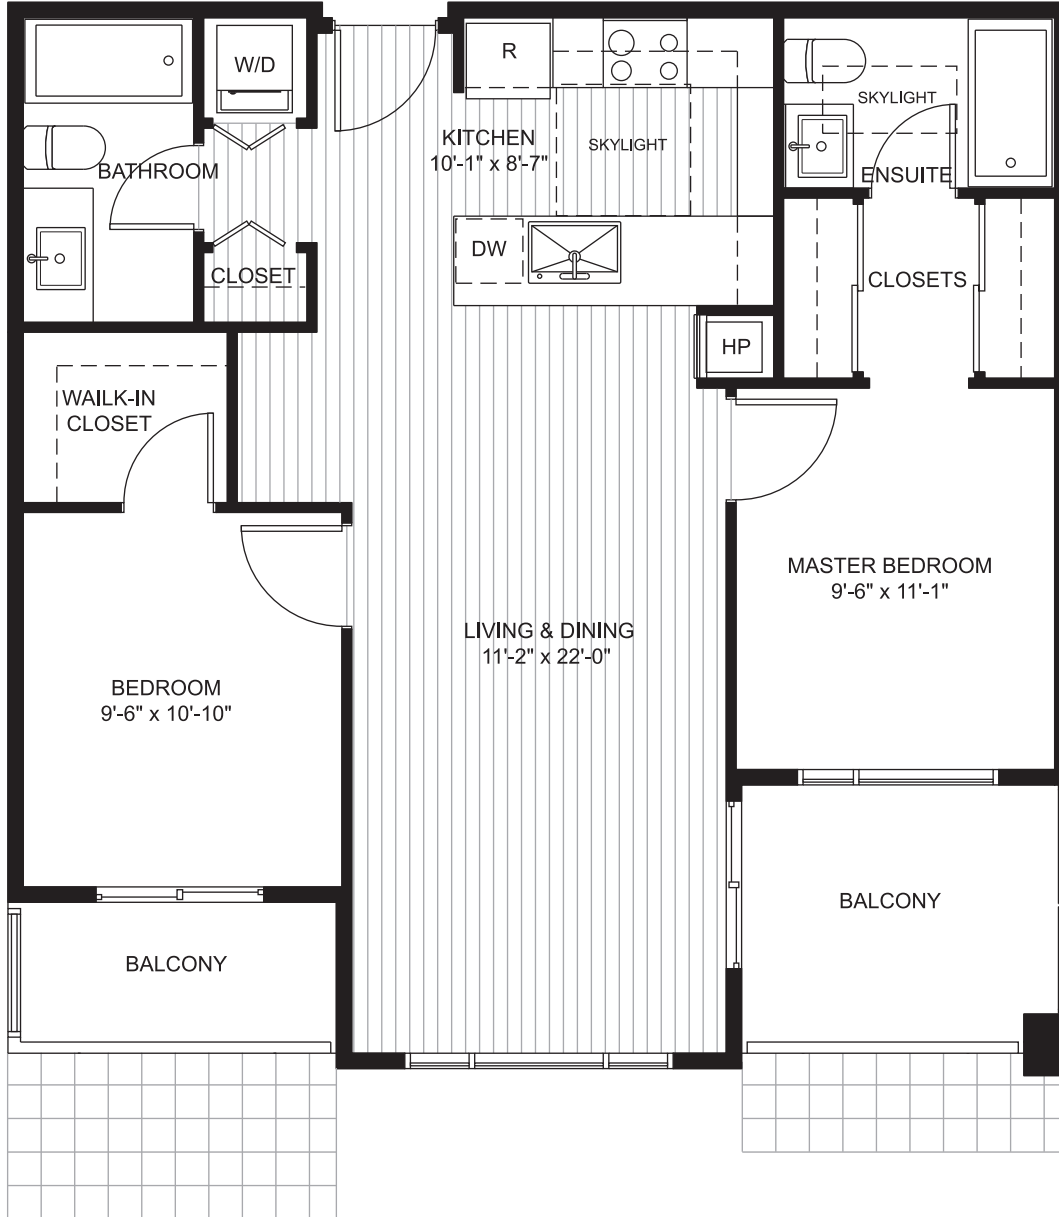 W/D
R
SKYLIGHT
KITCHEN
10'-1" x 8'-7"
SKYLIGHT
BATHROOM
ENSUITE
DW
CLOSET
CLOSETS
HP
WAILK-IN
CLOSET
MASTER BEDROOM
9'-6" x 11'-1"
LIVING & DINING
11'-2" x 22'-0"
BEDROOM
9'-6" x 10'-10"
BALCONY
BALCONY